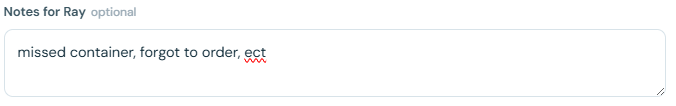 Notes for Ray optional
missed container, forgot to order, ect